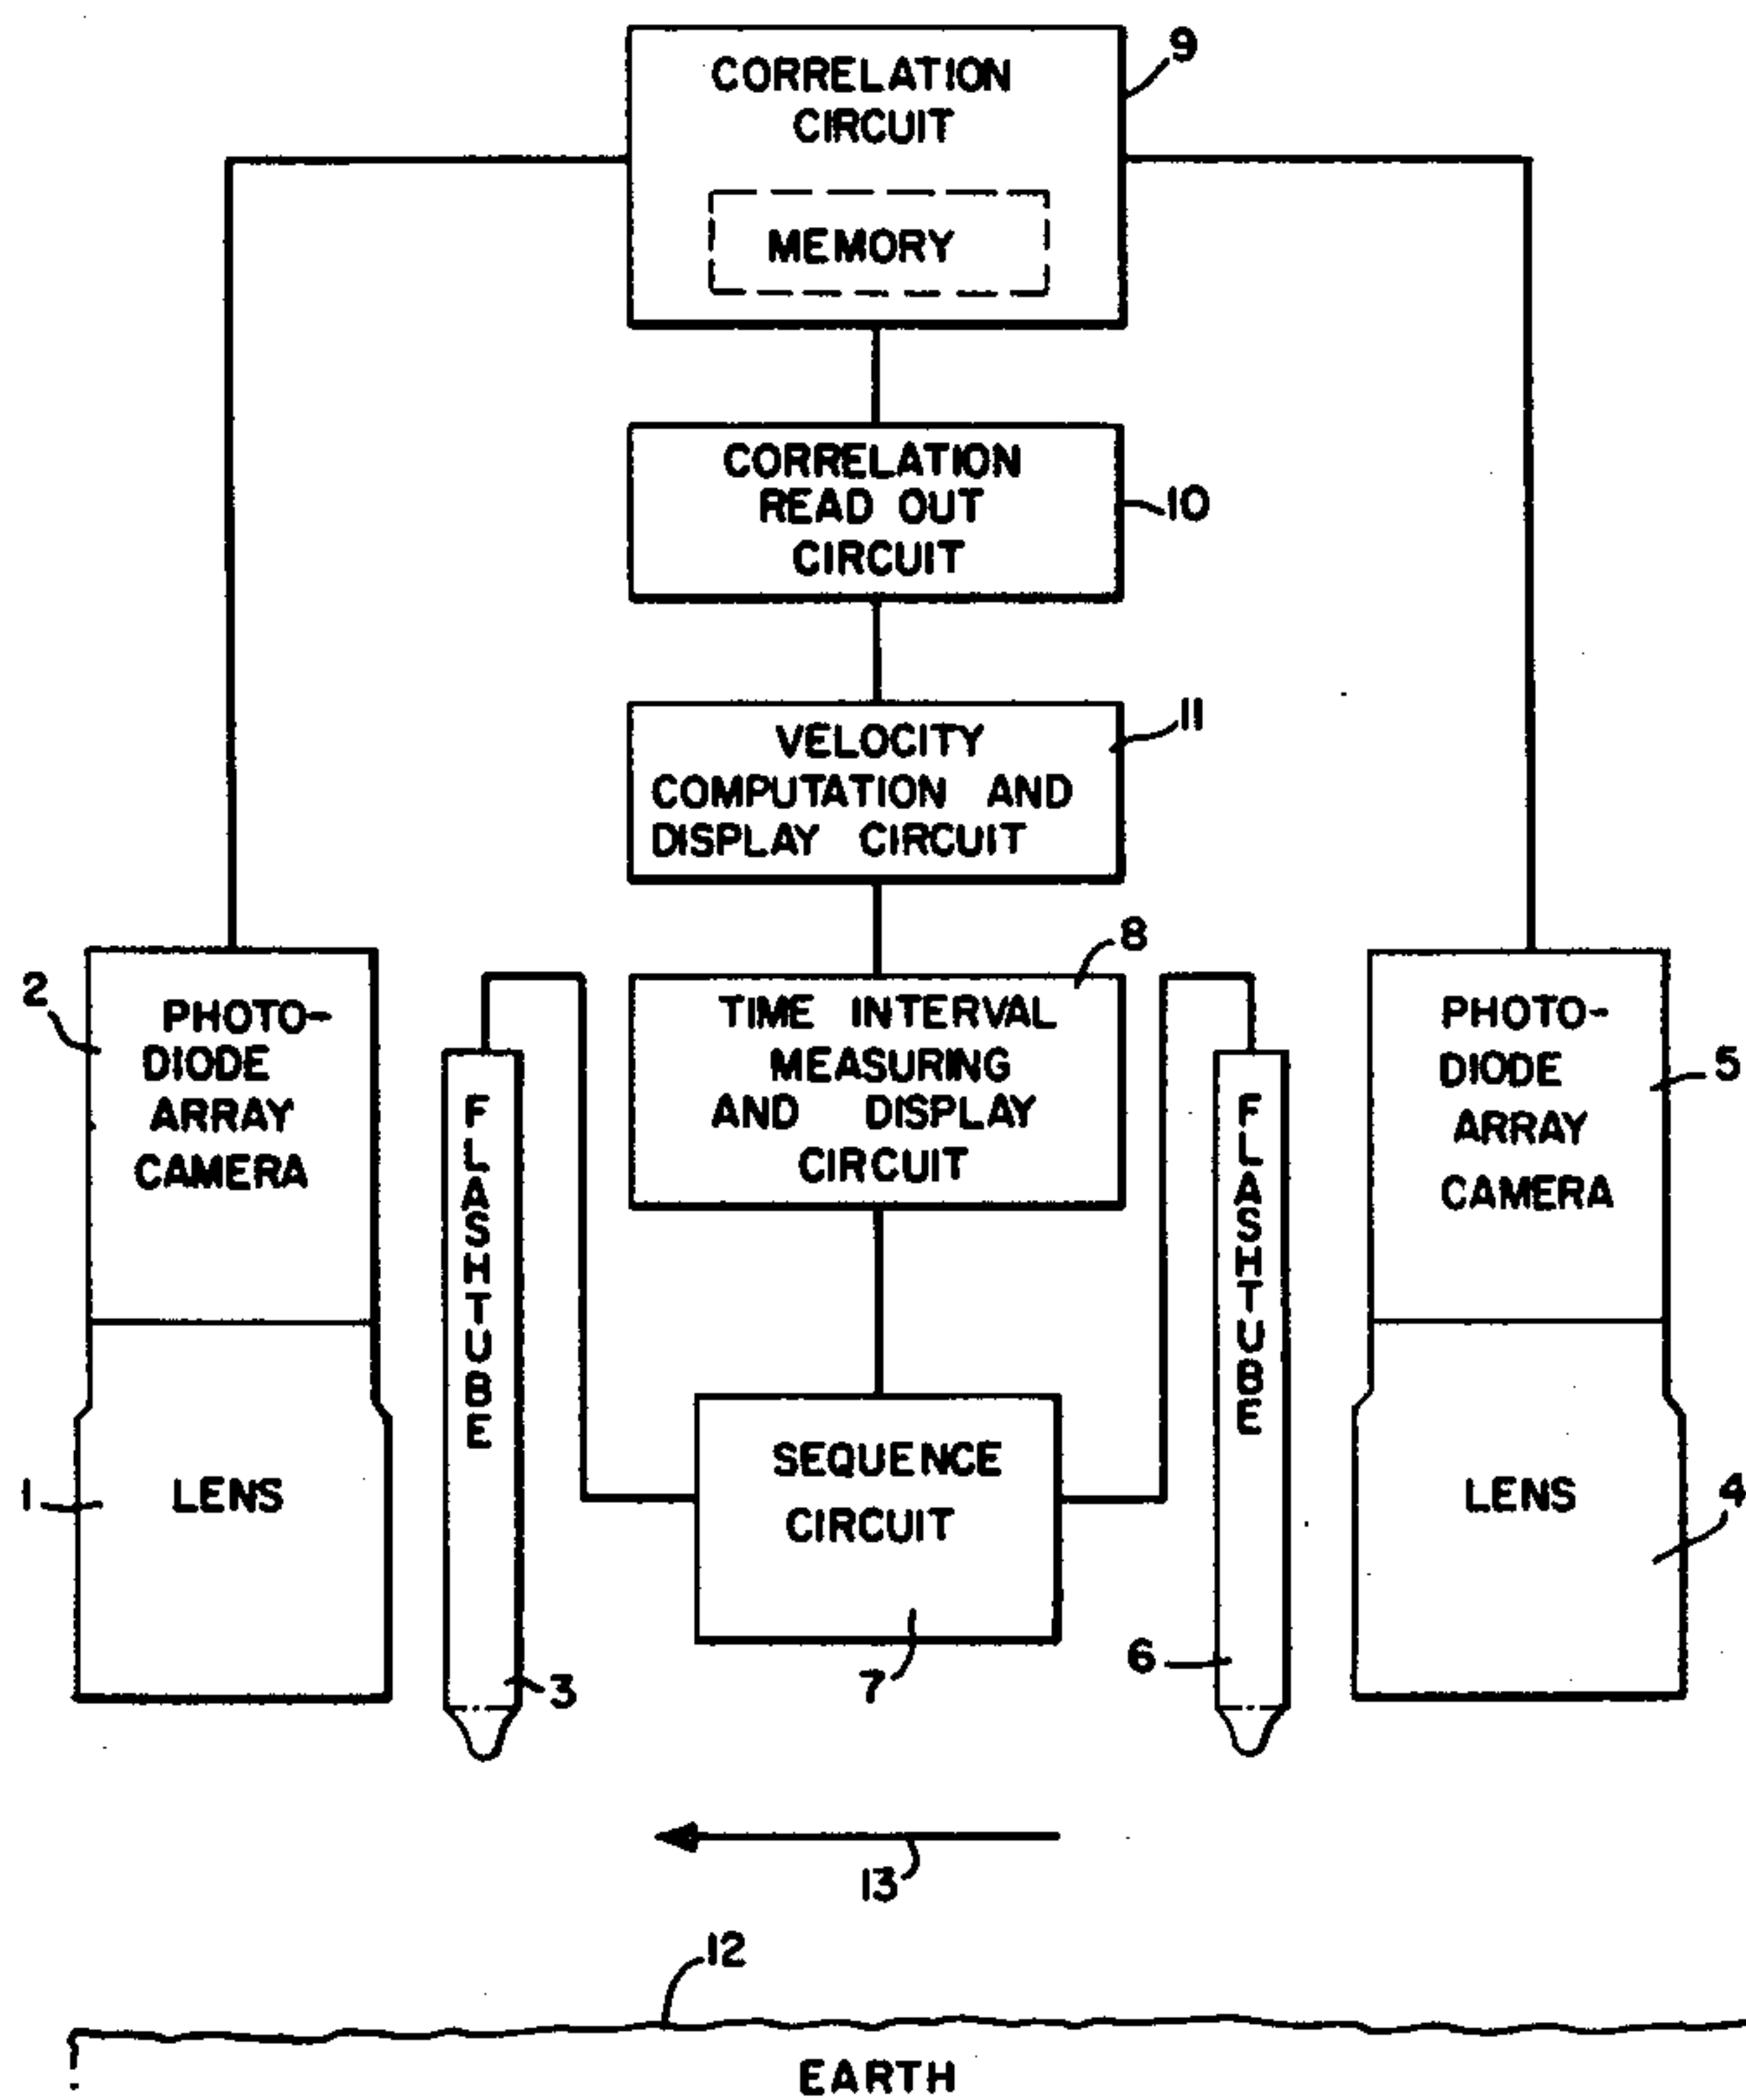 9
CORRELATION
CIRCUIT
MEMORY
CORRELATION
READ OUT
CIRCUIT
10
11
VELOCITY
COMPUTATION AND
DISPLAY CIRCUIT
8
2
PHOTO-
DIODE
ARRAY
CAMERA
FLASHTUBE
TIME INTERVAL
MEASURING
AND DISPLAY
CIRCUIT
FLASHTUBE
PHOTO-
DIODE
ARRAY
CAMERA
5
1
LENS
SEQUENCE
CIRCUIT
LENS
4
3
7
6
13
12
EARTH